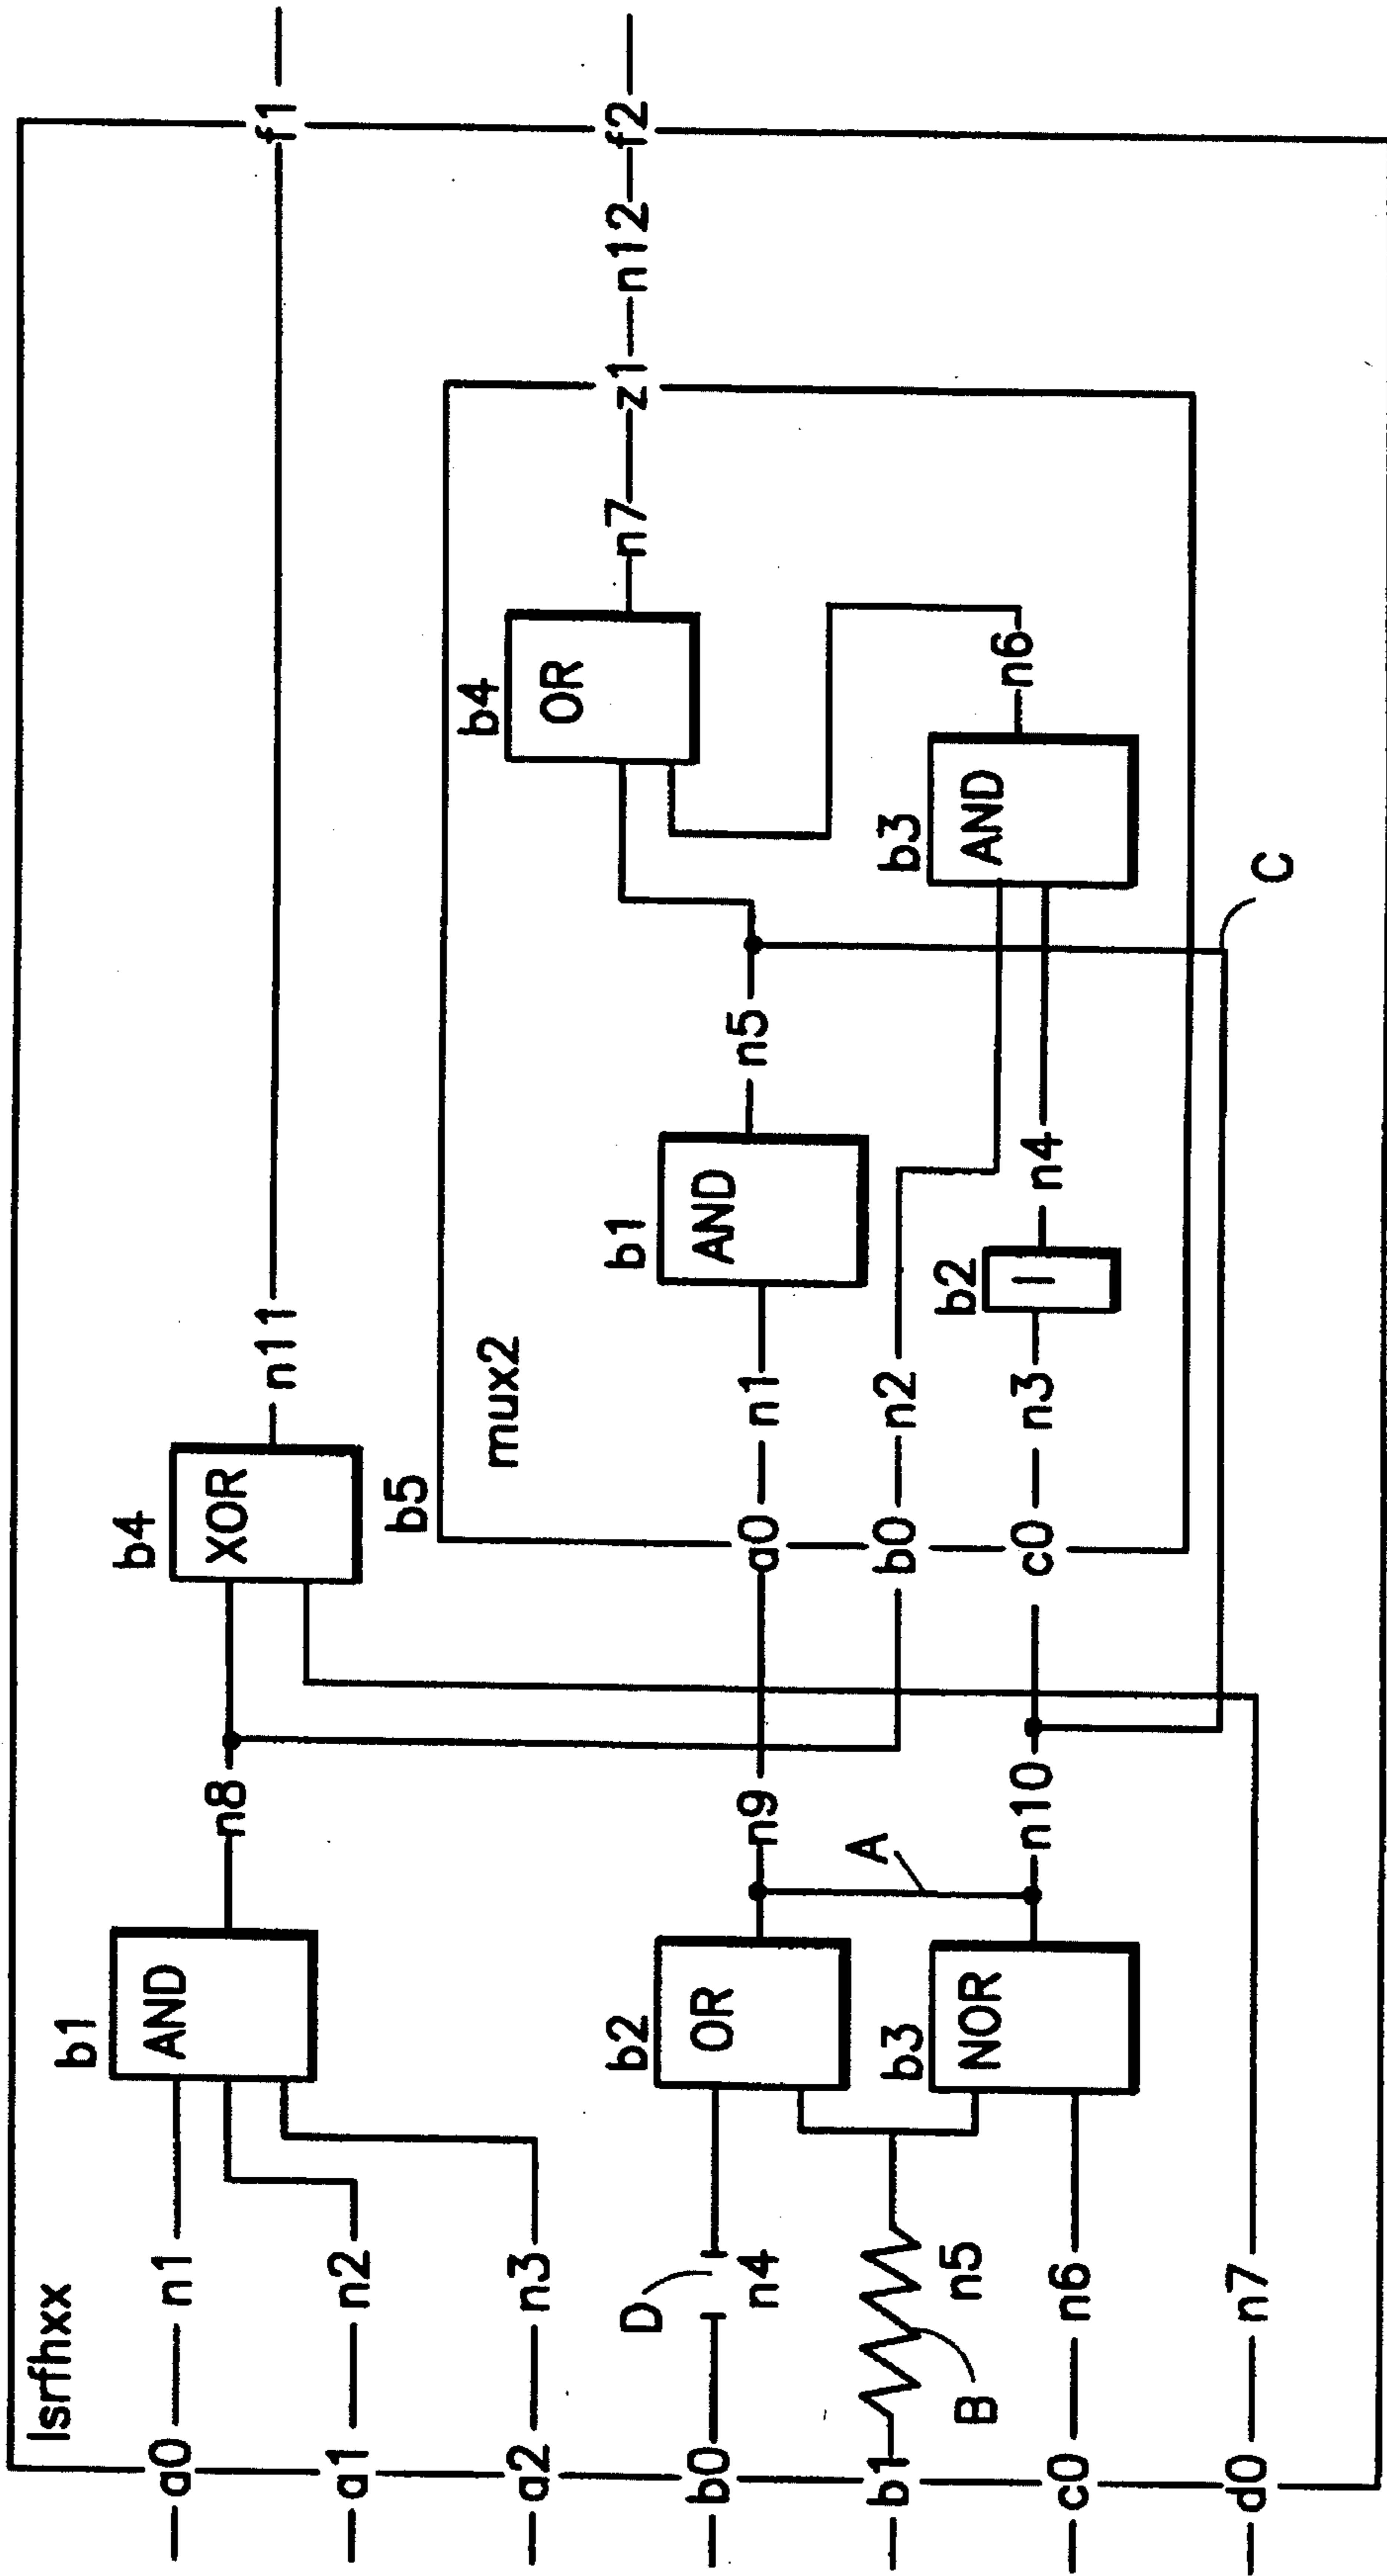 lsrfhxx
b1 b4
a0 n1 AND n8 XOR n11 f1
a1 n2 b5
mux2 b4
a2 n3 OR
D b2 b1 n7 z1 n12 f2
b0 n4 OR n9 a0 n1 AND n5
A
b1 n5 b3 b0 n2 b3
B NOR b2 AND
c0 n6 n10 c0 n3 I n4 n6
d0 n7 C